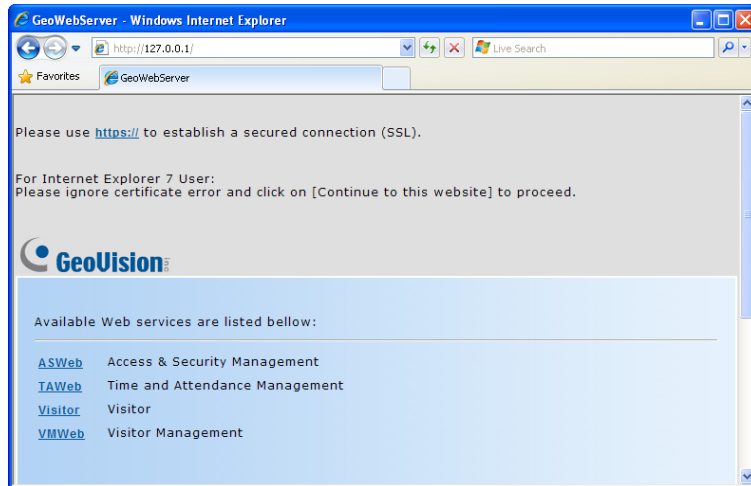 GeoWebServer - Windows Internet Explorer
http://127.0.0.1/
Live Search
Favorites
GeoWebServer
Please use https:// to establish a secured connection (SSL).
For Internet Explorer 7 User:
Please ignore certificate error and click on [Continue to this website] to proceed.
GeoVision Inc
Available Web services are listed bellow:
ASWeb Access & Security Management
TAWeb Time and Attendance Management
Visitor Visitor
VMWeb Visitor Management